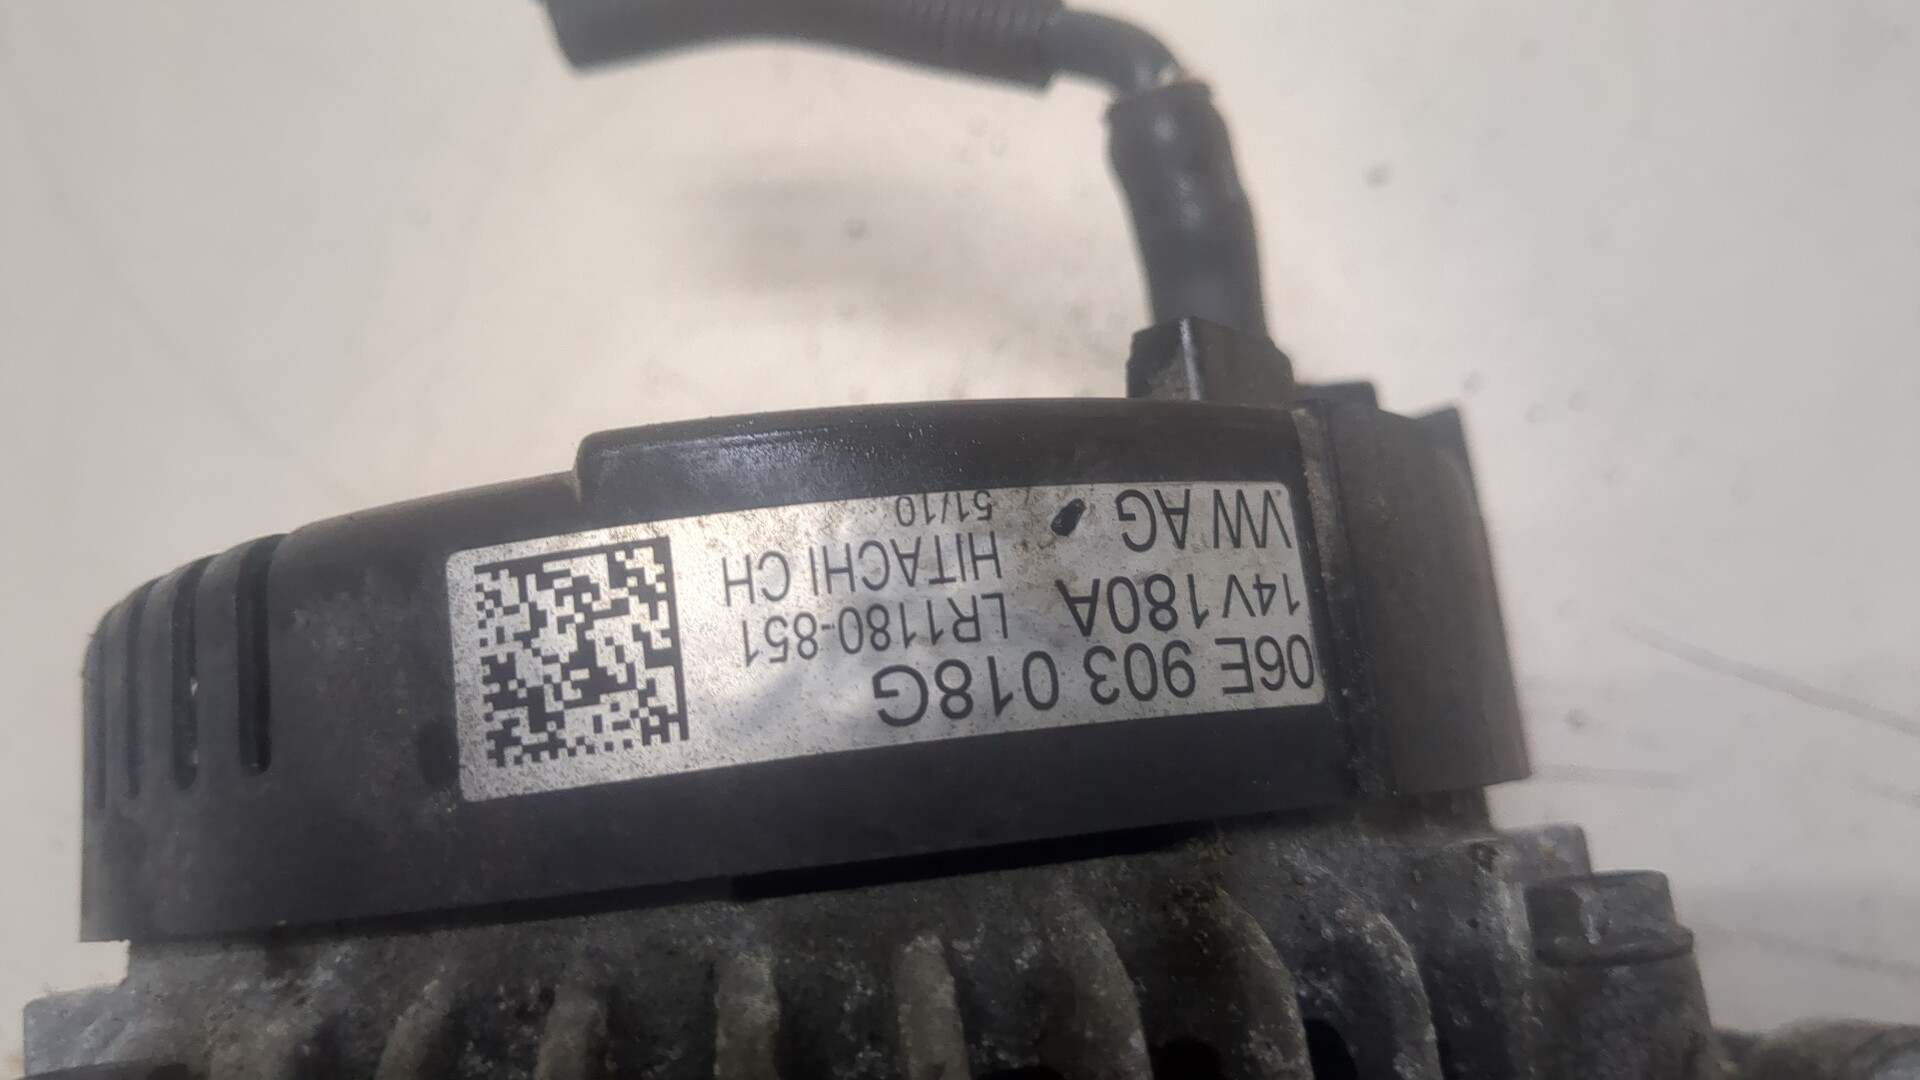 06E 903 018G
14V 180A
LR1180-851
VW AG
HITACHI CH
51/10